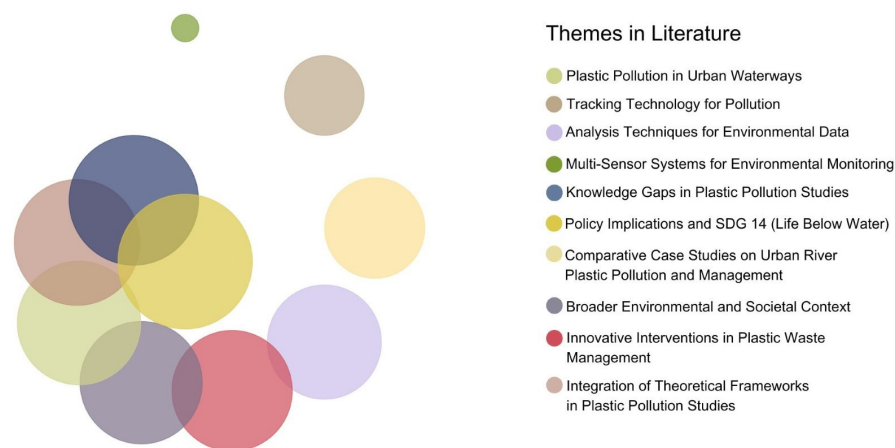 Themes in Literature
Plastic Pollution in Urban Waterways
Tracking Technology for Pollution
Analysis Techniques for Environmental Data
Multi-Sensor Systems for Environmental Monitoring
Knowledge Gaps in Plastic Pollution Studies
Policy Implications and SDG 14 (Life Below Water)
Comparative Case Studies on Urban River
Plastic Pollution and Management
Broader Environmental and Societal Context
Innovative Interventions in Plastic Waste
Management
Integration of Theoretical Frameworks
in Plastic Pollution Studies